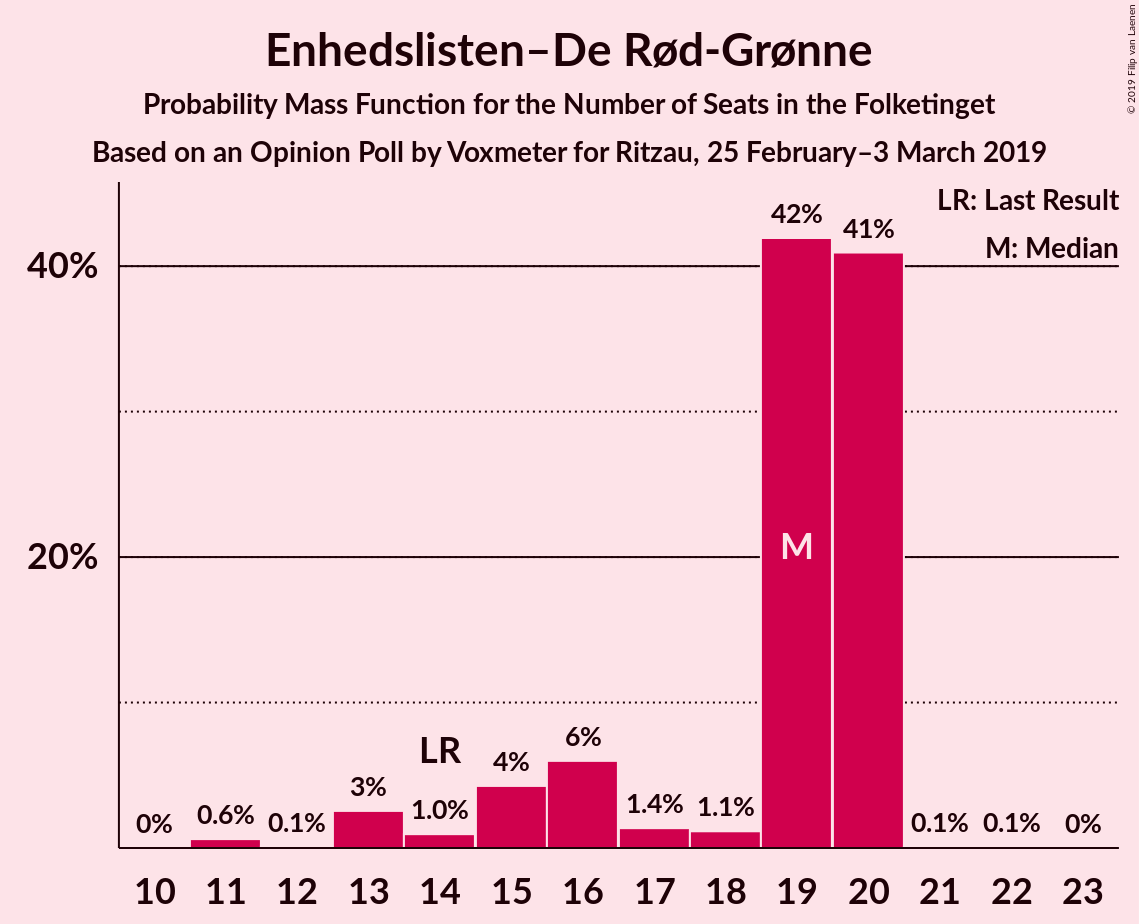 Enhedslisten–De Rød-Grønne
Probability Mass Function for the Number of Seats in the Folketinget
Based on an Opinion Poll by Voxmeter for Ritzau, 25 February–3 March 2019
© 2019 Filip van Laenen
LR: Last Result
M: Median
40%
20%
0%
0.6%
0.1%
3%
LR
1.0%
4%
6%
1.4%
1.1%
42%
M
41%
0.1%
0.1%
0%
10 11 12 13 14 15 16 17 18 19 20 21 22 23